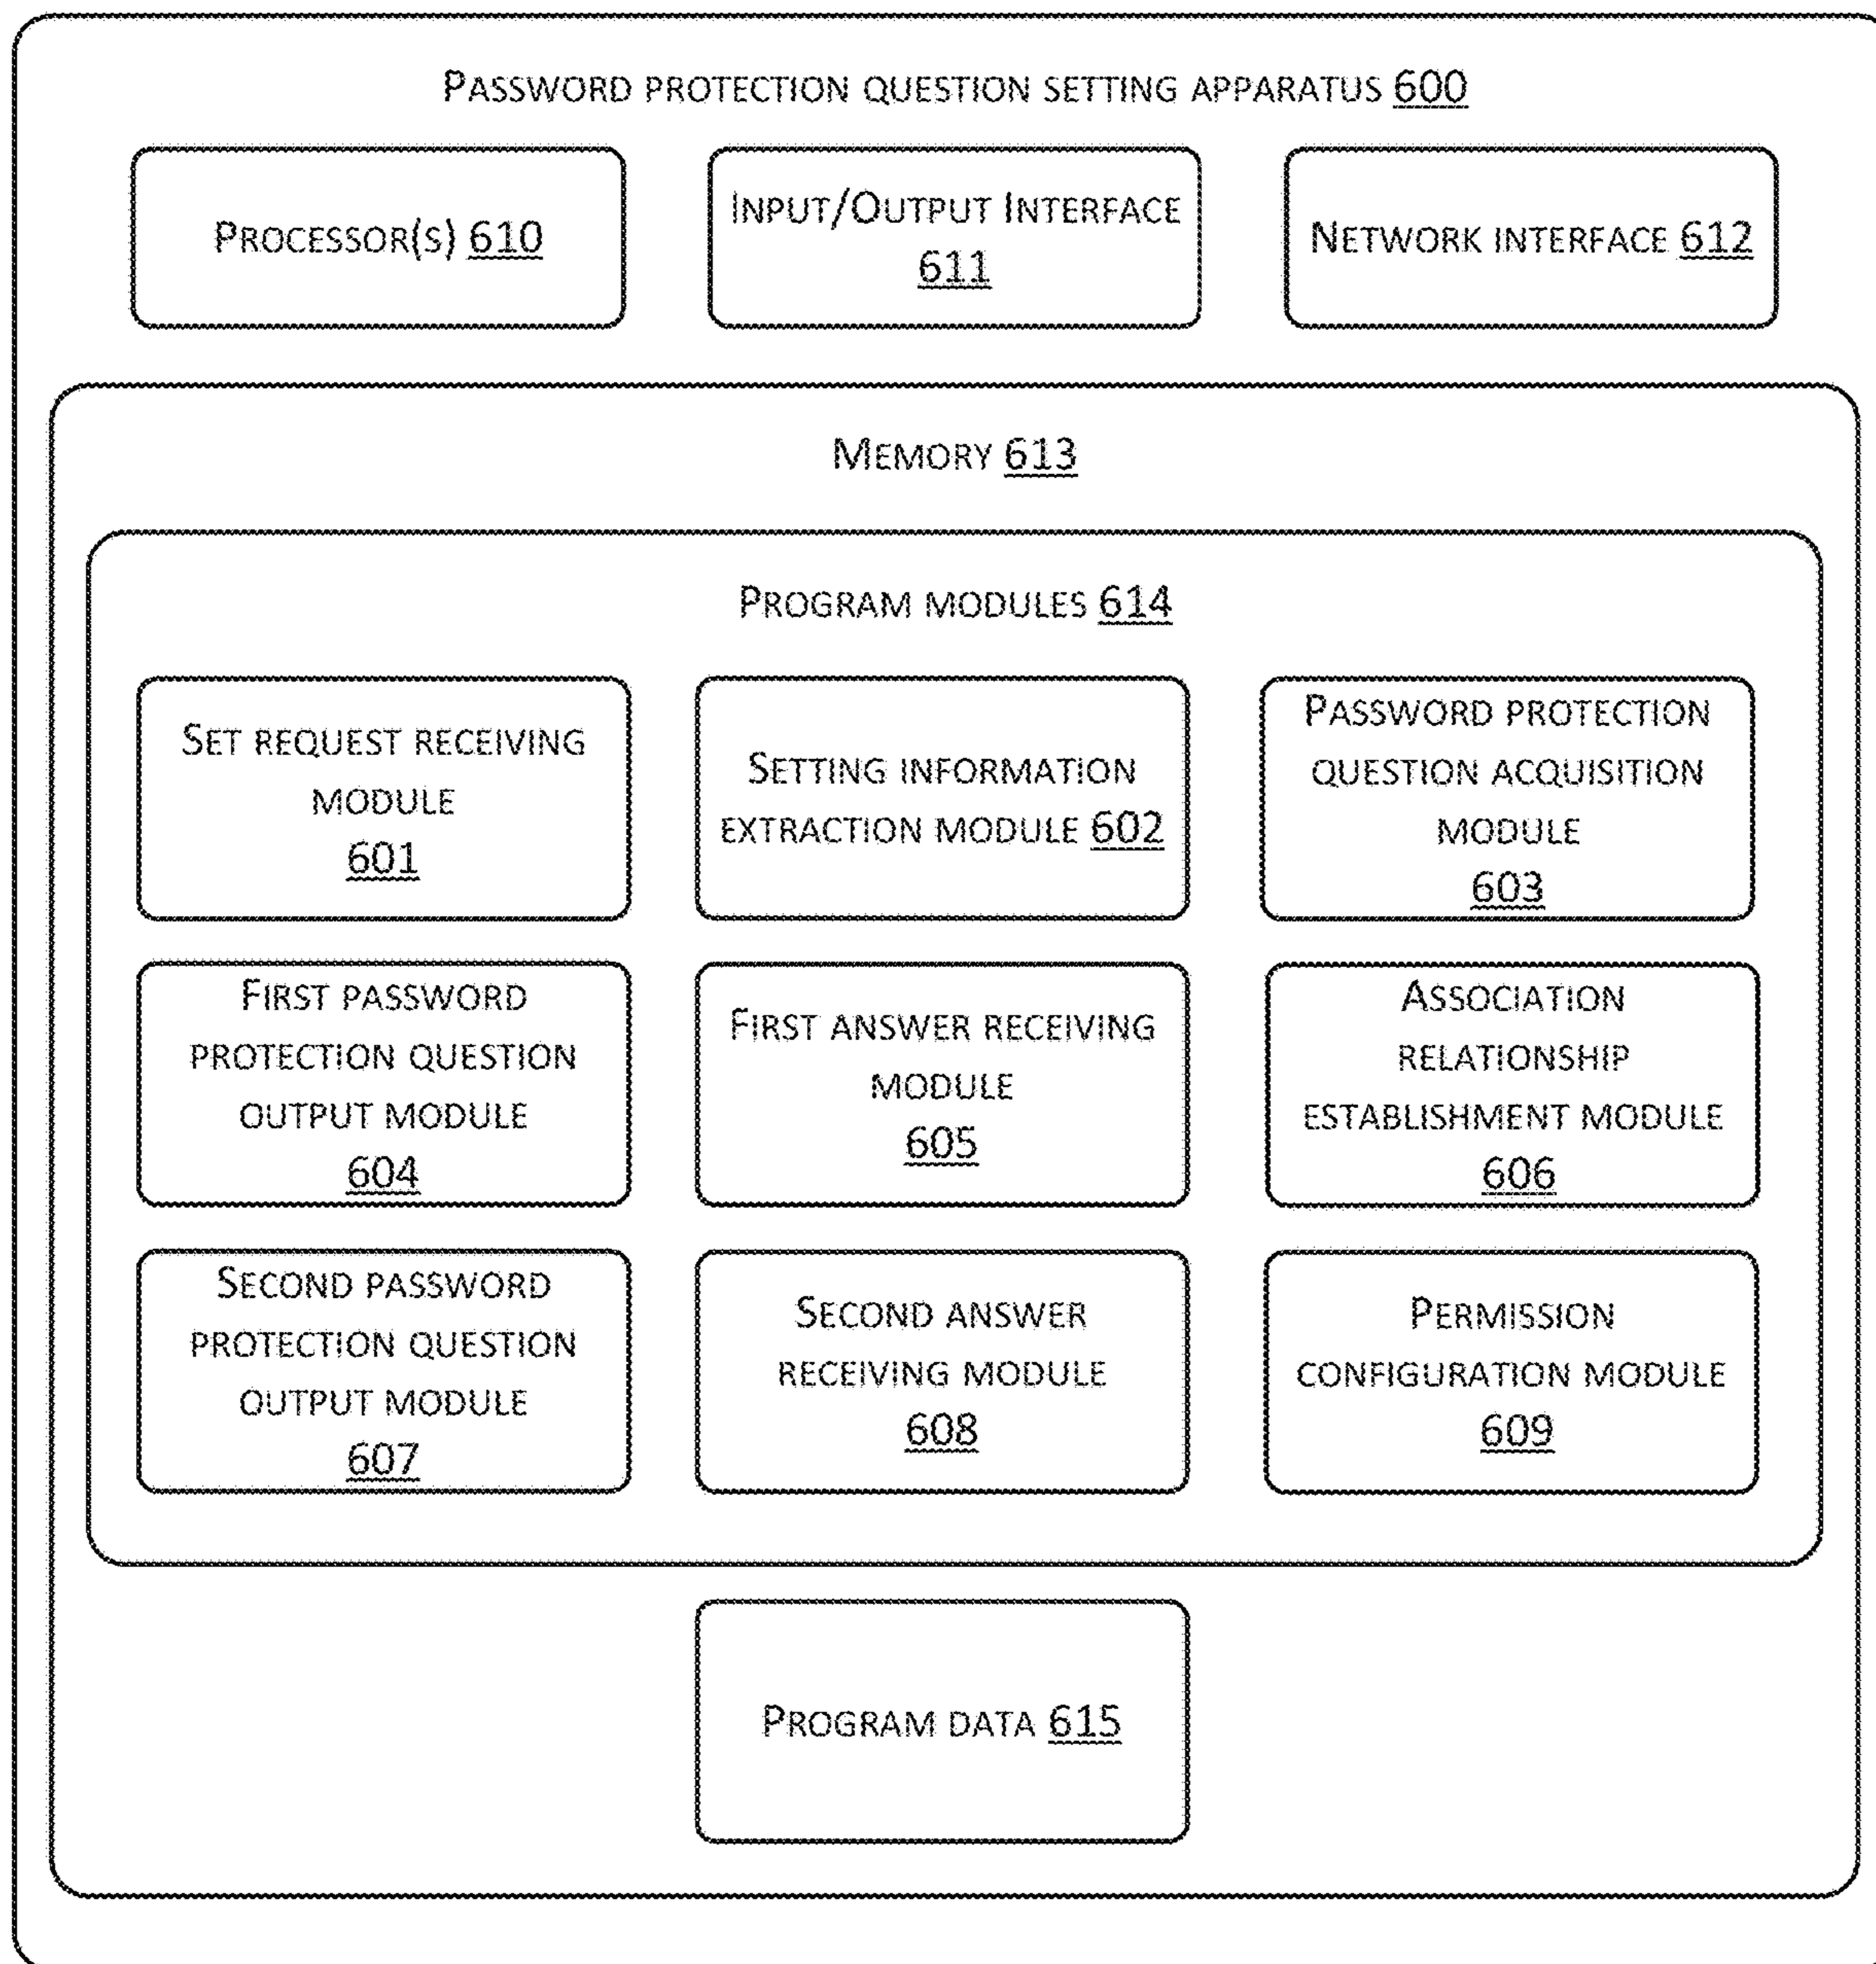 Password protection question setting apparatus 600
Processor(s) 610
Input/Output Interface
611
Network interface 612
Memory 613
Program modules 614
Set request receiving
module
601
Setting information
extraction module 602
Password protection
question acquisition
module
603
First password
protection question
output module
604
First answer receiving
module
605
Association
relationship
establishment module
606
Second password
protection question
output module
607
Second answer
receiving module
608
Permission
configuration module
609
Program data 615